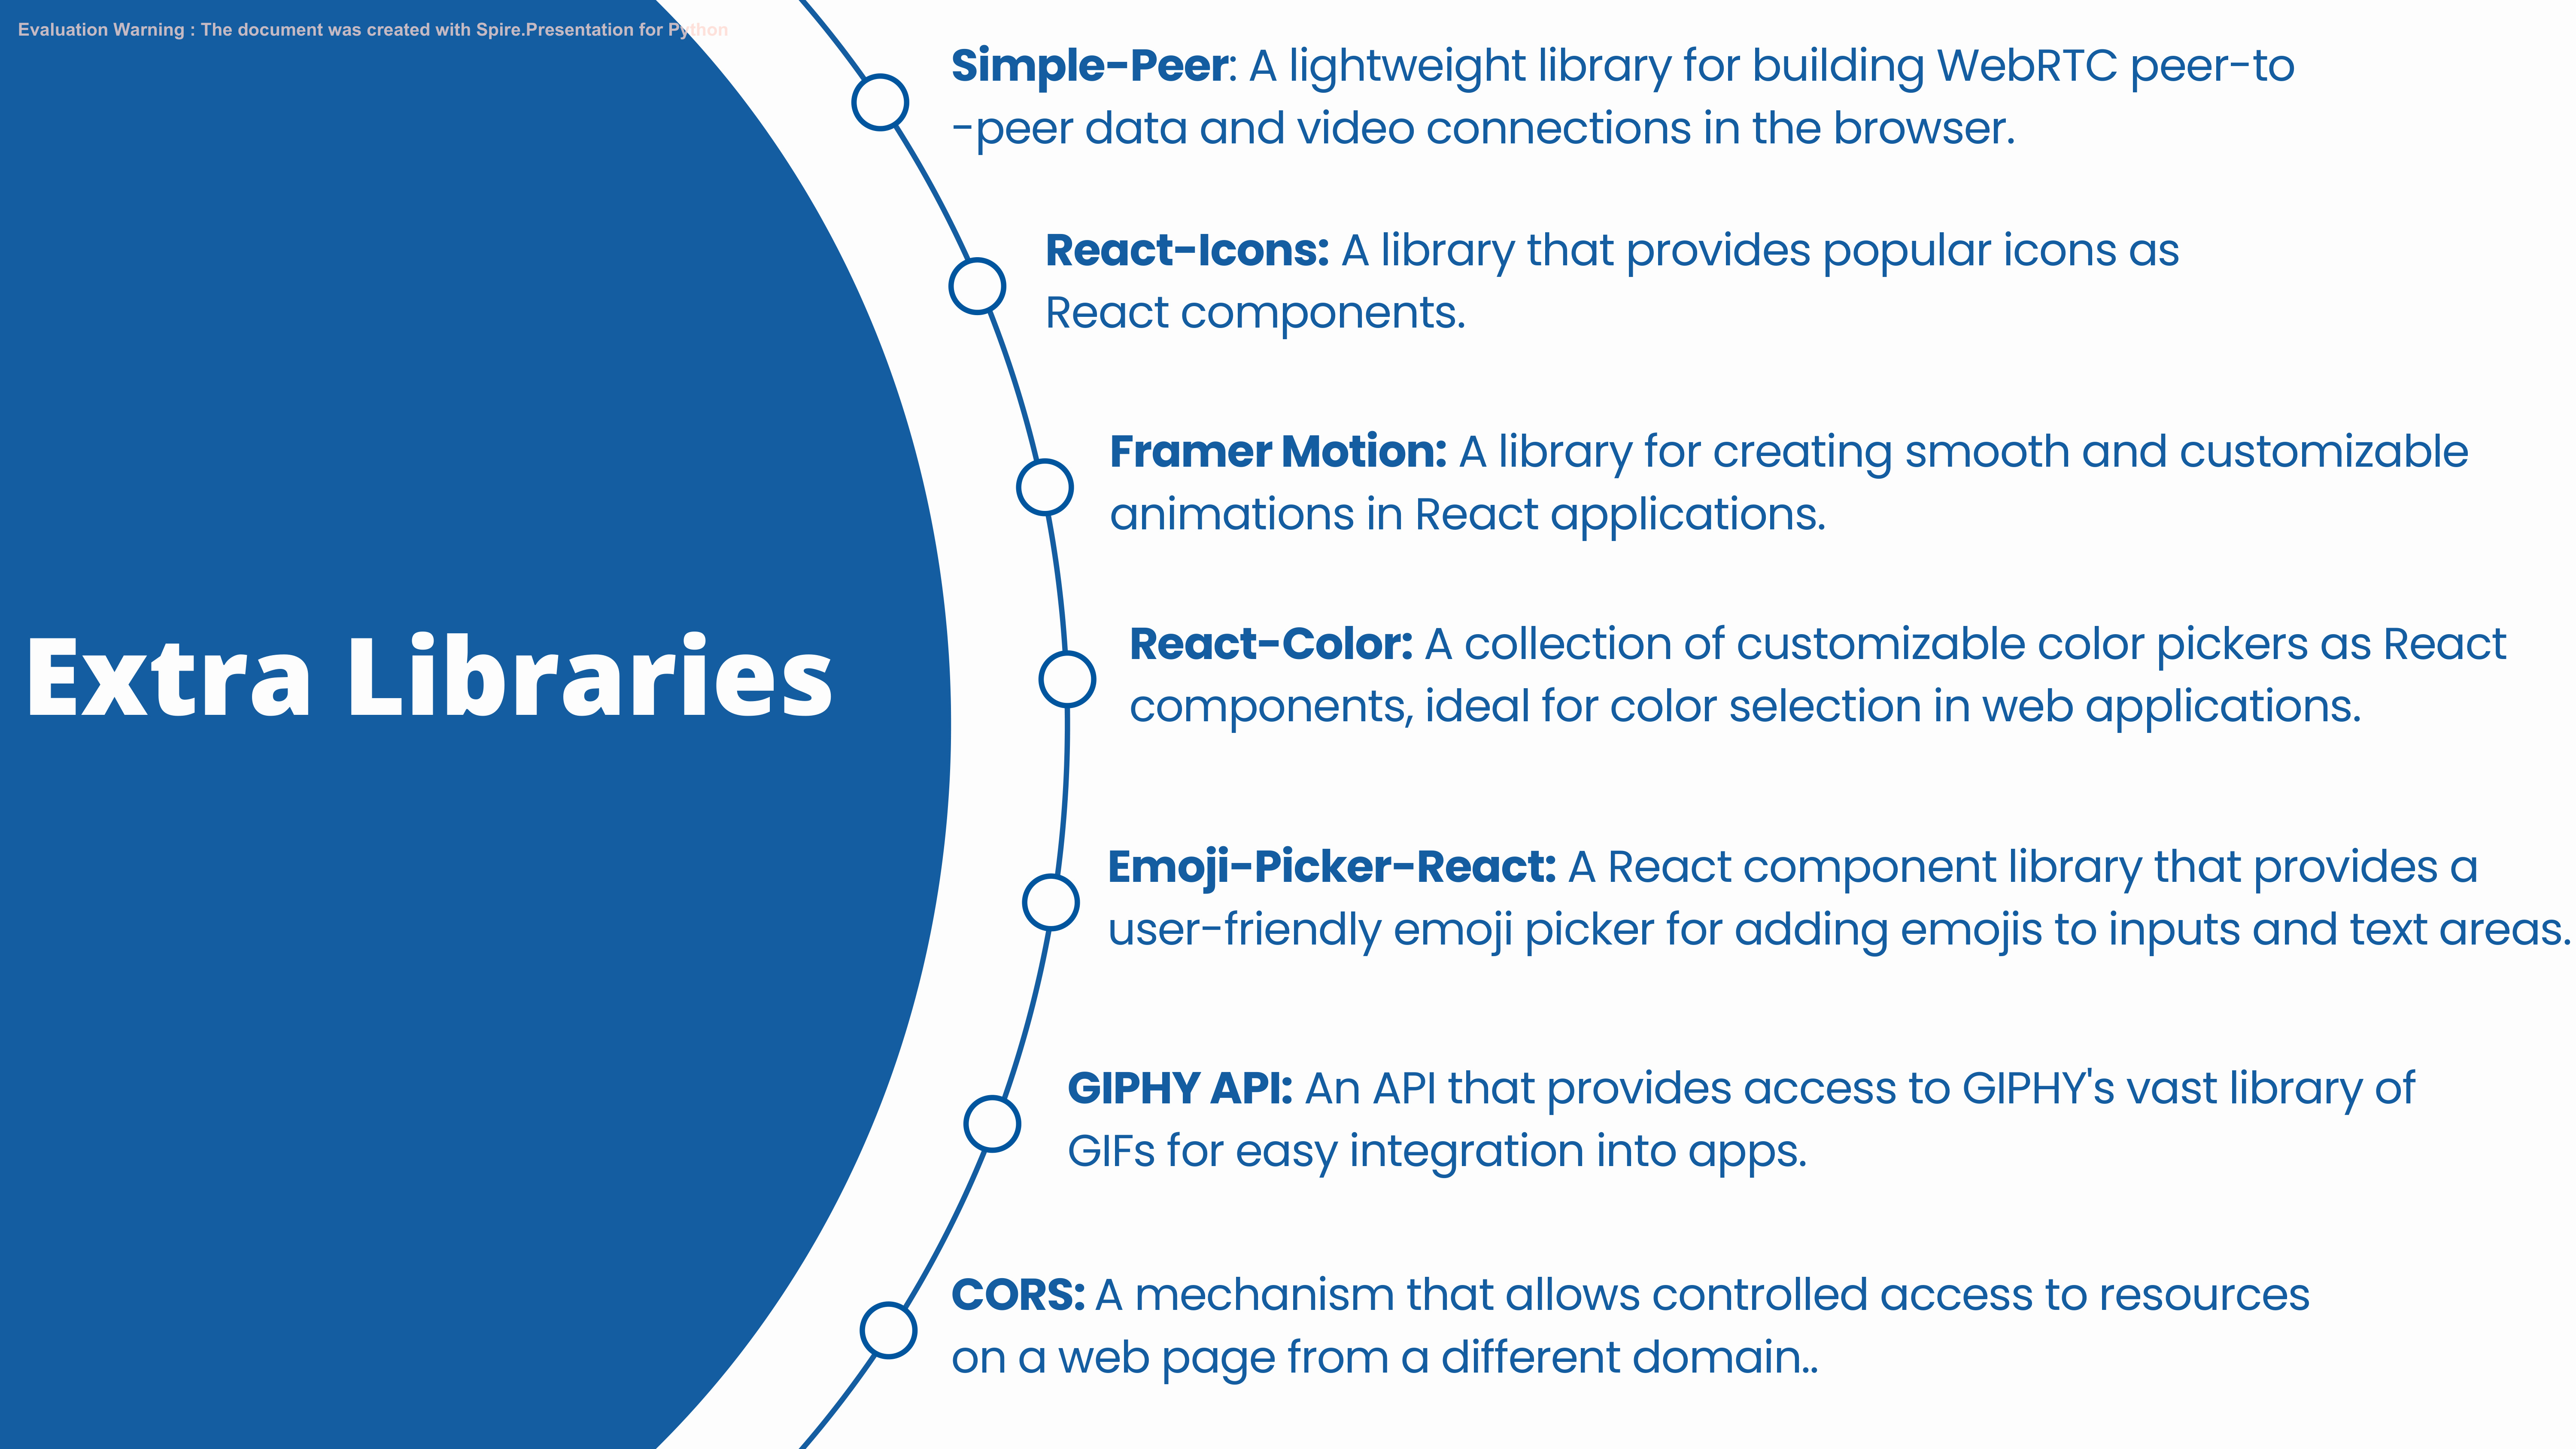 Evaluation Warning : The document was created with Spire.Presentation for Python
Simple-Peer: A lightweight library for building WebRTC peer-to
-peer data and video connections in the browser.
React-Icons: A library that provides popular icons as
React components.
Framer Motion: A library for creating smooth and customizable
animations in React applications.
Extra Libraries
React-Color: A collection of customizable color pickers as React
components, ideal for color selection in web applications.
Emoji-Picker-React: A React component library that provides a
user-friendly emoji picker for adding emojis to inputs and text areas.
GIPHY API: An API that provides access to GIPHY's vast library of
GIFs for easy integration into apps.
CORS: A mechanism that allows controlled access to resources
on a web page from a different domain..